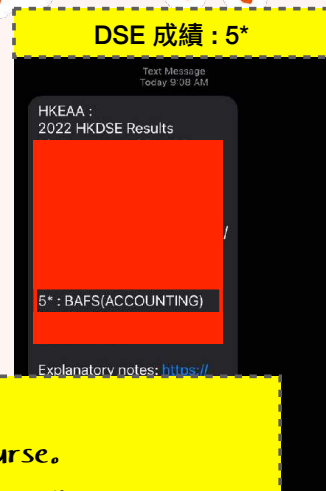 DSE 成績 : 5*
Text Message
Today 9:08 AM
HKEAA :
2022 HKDSE Results
/
5* : BAFS(ACCOUNTING)
Explanatory notes: https://